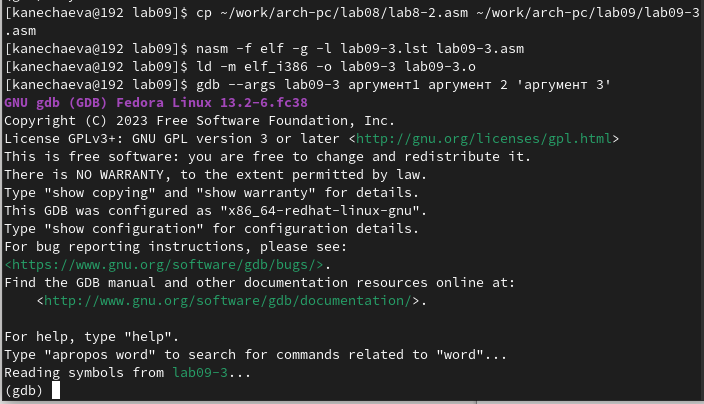 [kanechaeva@192 lab09]$ cp ~/work/arch-pc/lab08/lab8-2.asm ~/work/arch-pc/lab09/lab09-3
.asm
[kanechaeva@192 lab09]$ nasm -f elf -g -l lab09-3.lst lab09-3.asm
[kanechaeva@192 lab09]$ ld -m elf_i386 -o lab09-3 lab09-3.o
[kanechaeva@192 lab09]$ gdb --args lab09-3 аргумент1 аргумент 2 'аргумент 3'
GNU gdb (GDB) Fedora Linux 13.2-6.fc38
Copyright (C) 2023 Free Software Foundation, Inc.
License GPLv3+: GNU GPL version 3 or later <http://gnu.org/licenses/gpl.html>
This is free software: you are free to change and redistribute it.
There is NO WARRANTY, to the extent permitted by law.
Type "show copying" and "show warranty" for details.
This GDB was configured as "x86_64-redhat-linux-gnu".
Type "show configuration" for configuration details.
For bug reporting instructions, please see:
<https://www.gnu.org/software/gdb/bugs/>.
Find the GDB manual and other documentation resources online at:
    <http://www.gnu.org/software/gdb/documentation/>.

For help, type "help".
Type "apropos word" to search for commands related to "word"...
Reading symbols from lab09-3...
(gdb)